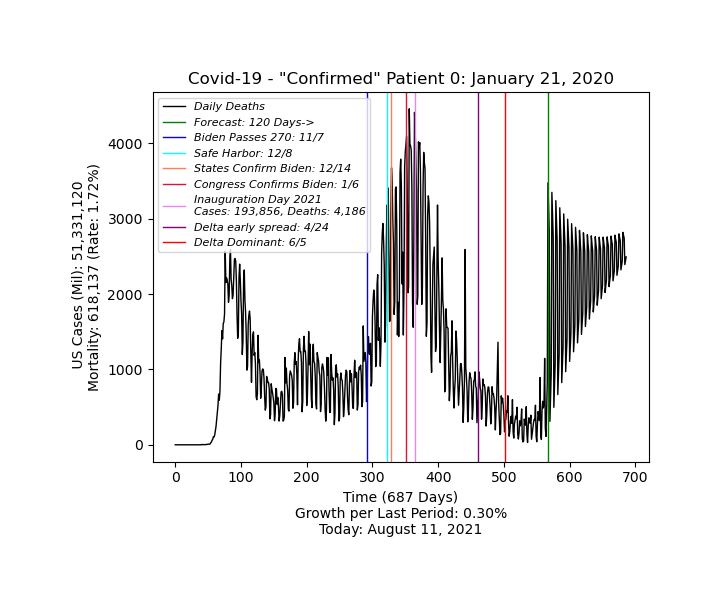 Covid-19 - "Confirmed" Patient 0: January 21, 2020
US Cases (Mil): 51,331,120
Mortality: 618,137 (Rate: 1.72%)
4000
3000
2000
1000
0
Daily Deaths
Forecast: 120 Days->
Biden Passes 270: 11/7
Safe Harbor: 12/8
States Confirm Biden: 12/14
Congress Confirms Biden: 1/6
Inauguration Day 2021
Cases: 193,856, Deaths: 4,186
Delta early spread: 4/24
Delta Dominant: 6/5
0 100 200 300 400 500 600 700
Time (687 Days)
Growth per Last Period: 0.30%
Today: August 11, 2021